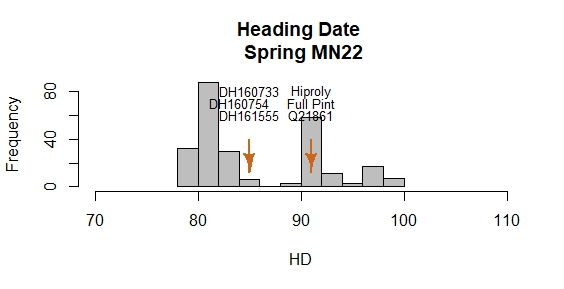 Heading Date
Spring MN22
Frequency
80
40
0
DH160733
DH160754
DH161555
Hiproly
Full Pint
Q21861
70
80
90
100
110
HD